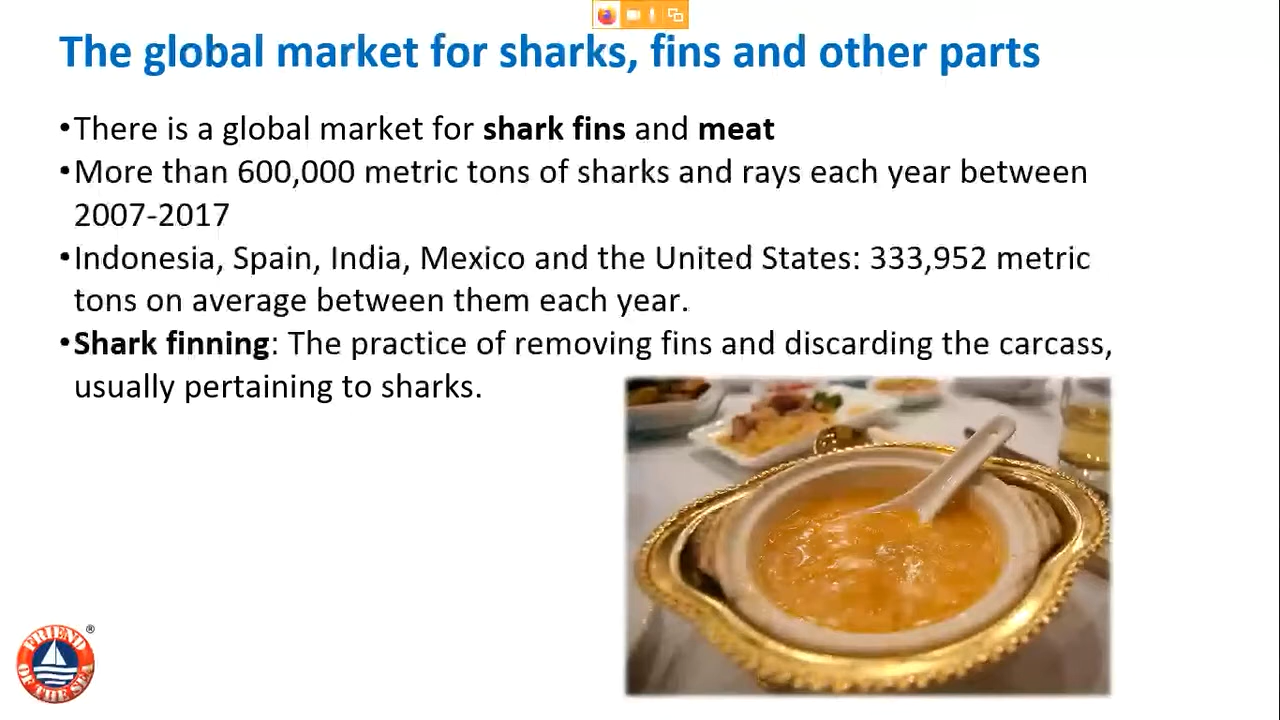 The global market for sharks, fins and other parts
•There is a global market for shark fins and meat
•More than 600,000 metric tons of sharks and rays each year between
2007-2017
•Indonesia, Spain, India, Mexico and the United States: 333,952 metric
tons on average between them each year.
•Shark finning: The practice of removing fins and discarding the carcass,
usually pertaining to sharks.
FRIEND
OF THE SEA
®